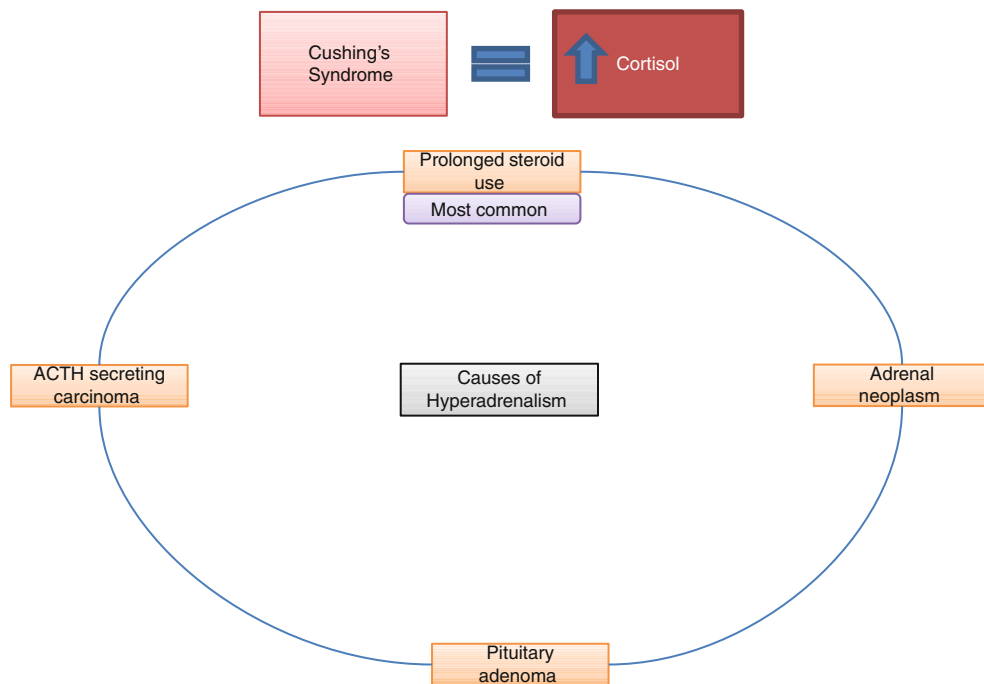 Cushing's
Syndrome
Cortisol
Prolonged steroid
use
Most common
ACTH secreting
carcinoma
Causes of
Hyperadrenalism
Adrenal
neoplasm
Pituitary
adenoma